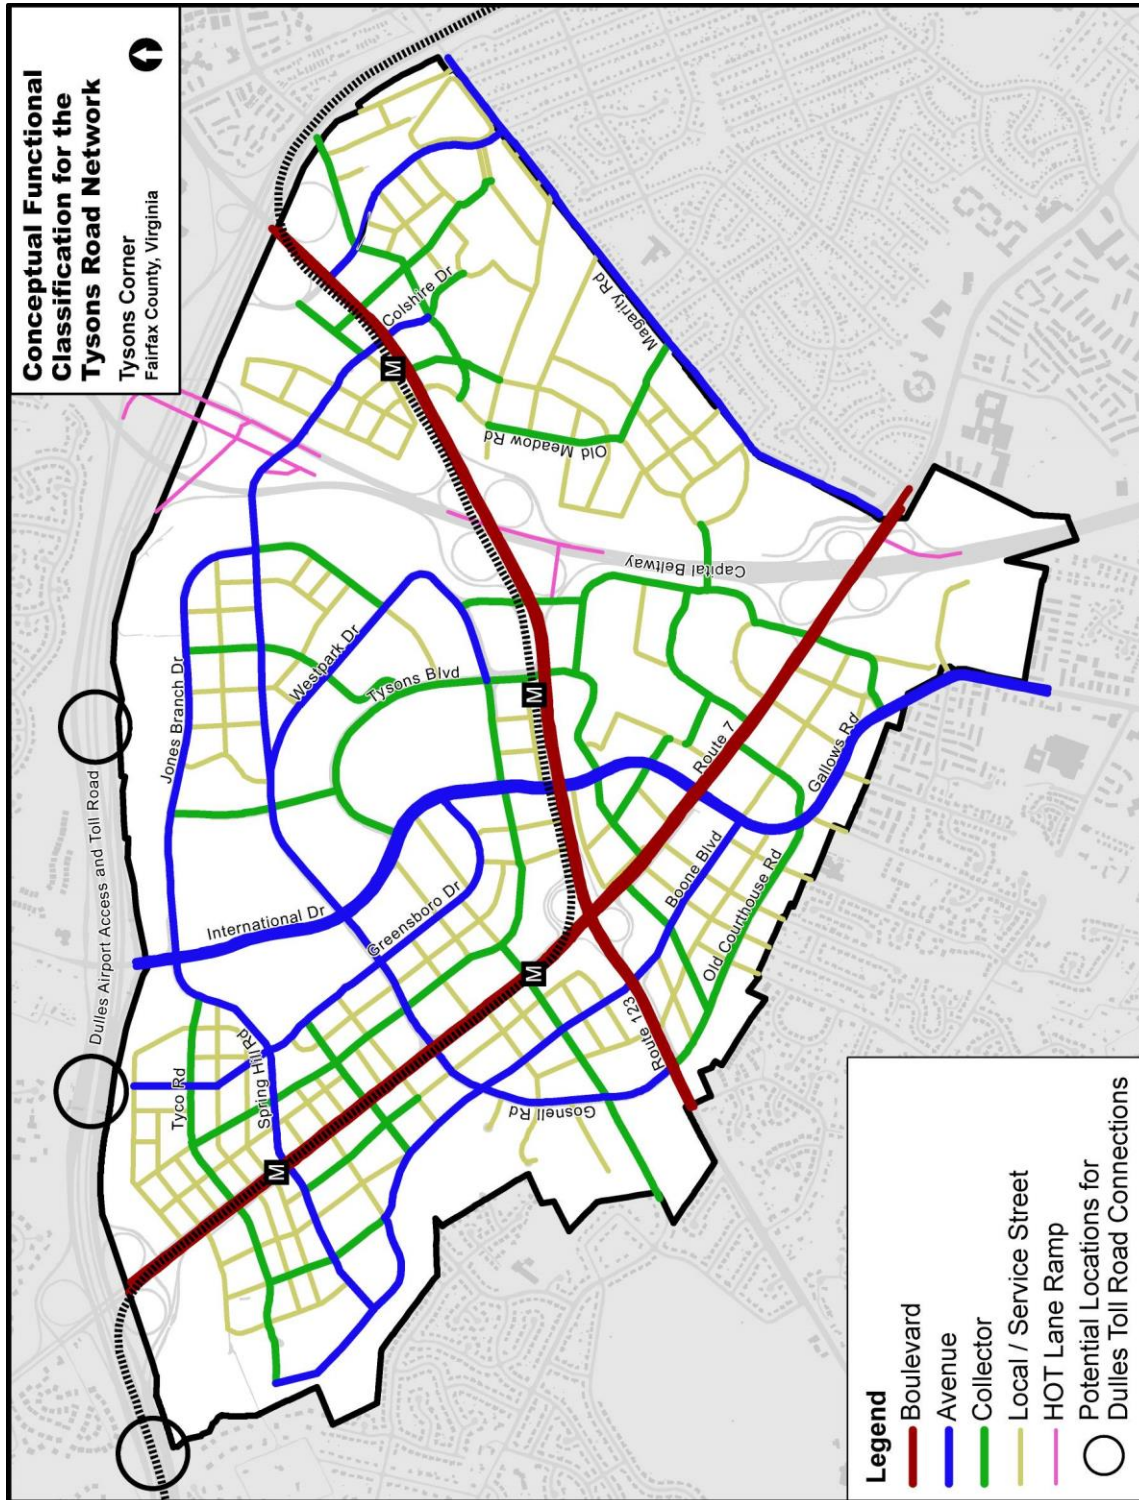 Conceptual Functional
Classification for the
Tysons Road Network
Tysons Corner
Fairfax County, Virginia
Dulles Airport Access and Toll Road
Jones Branch Dr
Westpark Dr
Tysons Blvd
International Dr
Greensboro Dr
Tyco Rd
Spring Hill Rd
Colshire Dr
Magarity Rd
Old Meadow Rd
Capital Beltway
Route 7
Gallows Rd
Boone Blvd
Old Courthouse Rd
Route 123
Gosnell Rd
M
M
M
M
Legend
Boulevard
Avenue
Collector
Local / Service Street
HOT Lane Ramp
Potential Locations for
Dulles Toll Road Connections